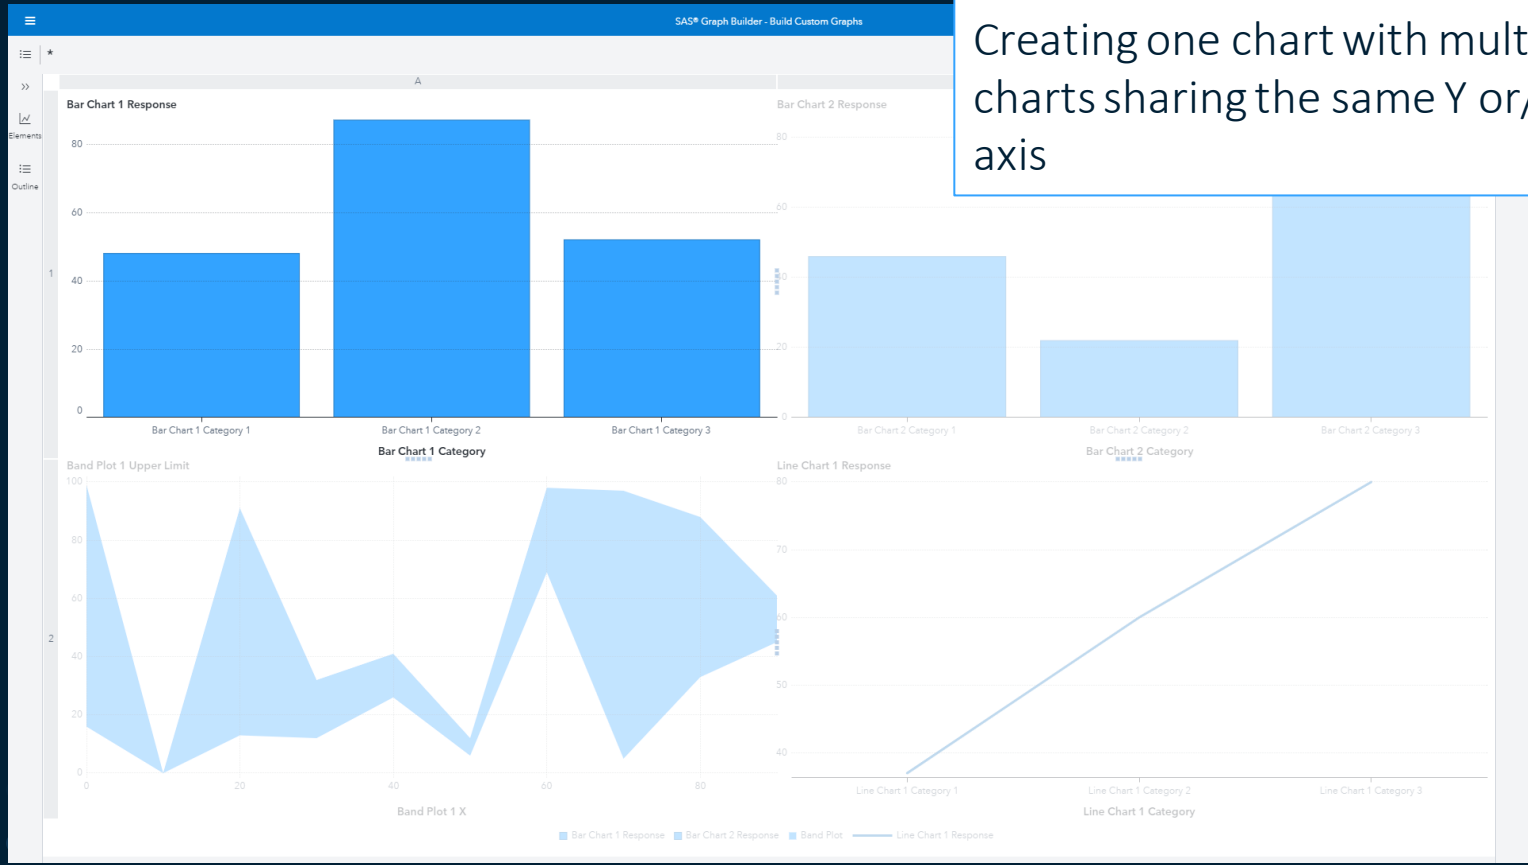 SAS® Graph Builder - Build Custom Graphs
Creating one chart with mult
charts sharing the same Y or/
axis
*
A
Elements
Outline
1
2
Bar Chart 1 Response
80
60
40
20
0
Bar Chart 1 Category 1
Bar Chart 1 Category 2
Bar Chart 1 Category 3
Bar Chart 1 Category
Bar Chart 2 Response
80
60
20
0
Bar Chart 2 Category 1
Bar Chart 2 Category 2
Bar Chart 2 Category 3
Bar Chart 2 Category
Band Plot 1 Upper Limit
100
80
60
40
20
0
0
20
40
60
80
Band Plot 1 X
Line Chart 1 Response
80
70
60
50
40
Line Chart 1 Category 1
Line Chart 1 Category 2
Line Chart 1 Category 3
Line Chart 1 Category
Bar Chart 1 Response
Bar Chart 2 Response
Band Plot
Line Chart 1 Response